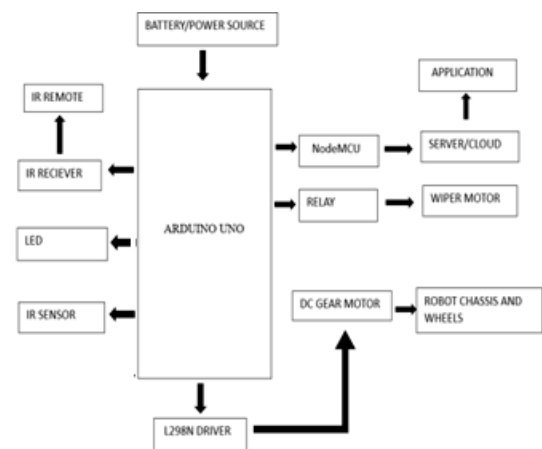 BATTERY/POWER SOURCE
APPLICATION
IR REMOTE
NodeMCU
SERVER/CLOUD
IR RECIEVER
RELAY
WIPER MOTOR
ARDUINO UNO
LED
DC GEAR MOTOR
ROBOT CHASSIS AND
WHEELS
IR SENSOR
L298N DRIVER